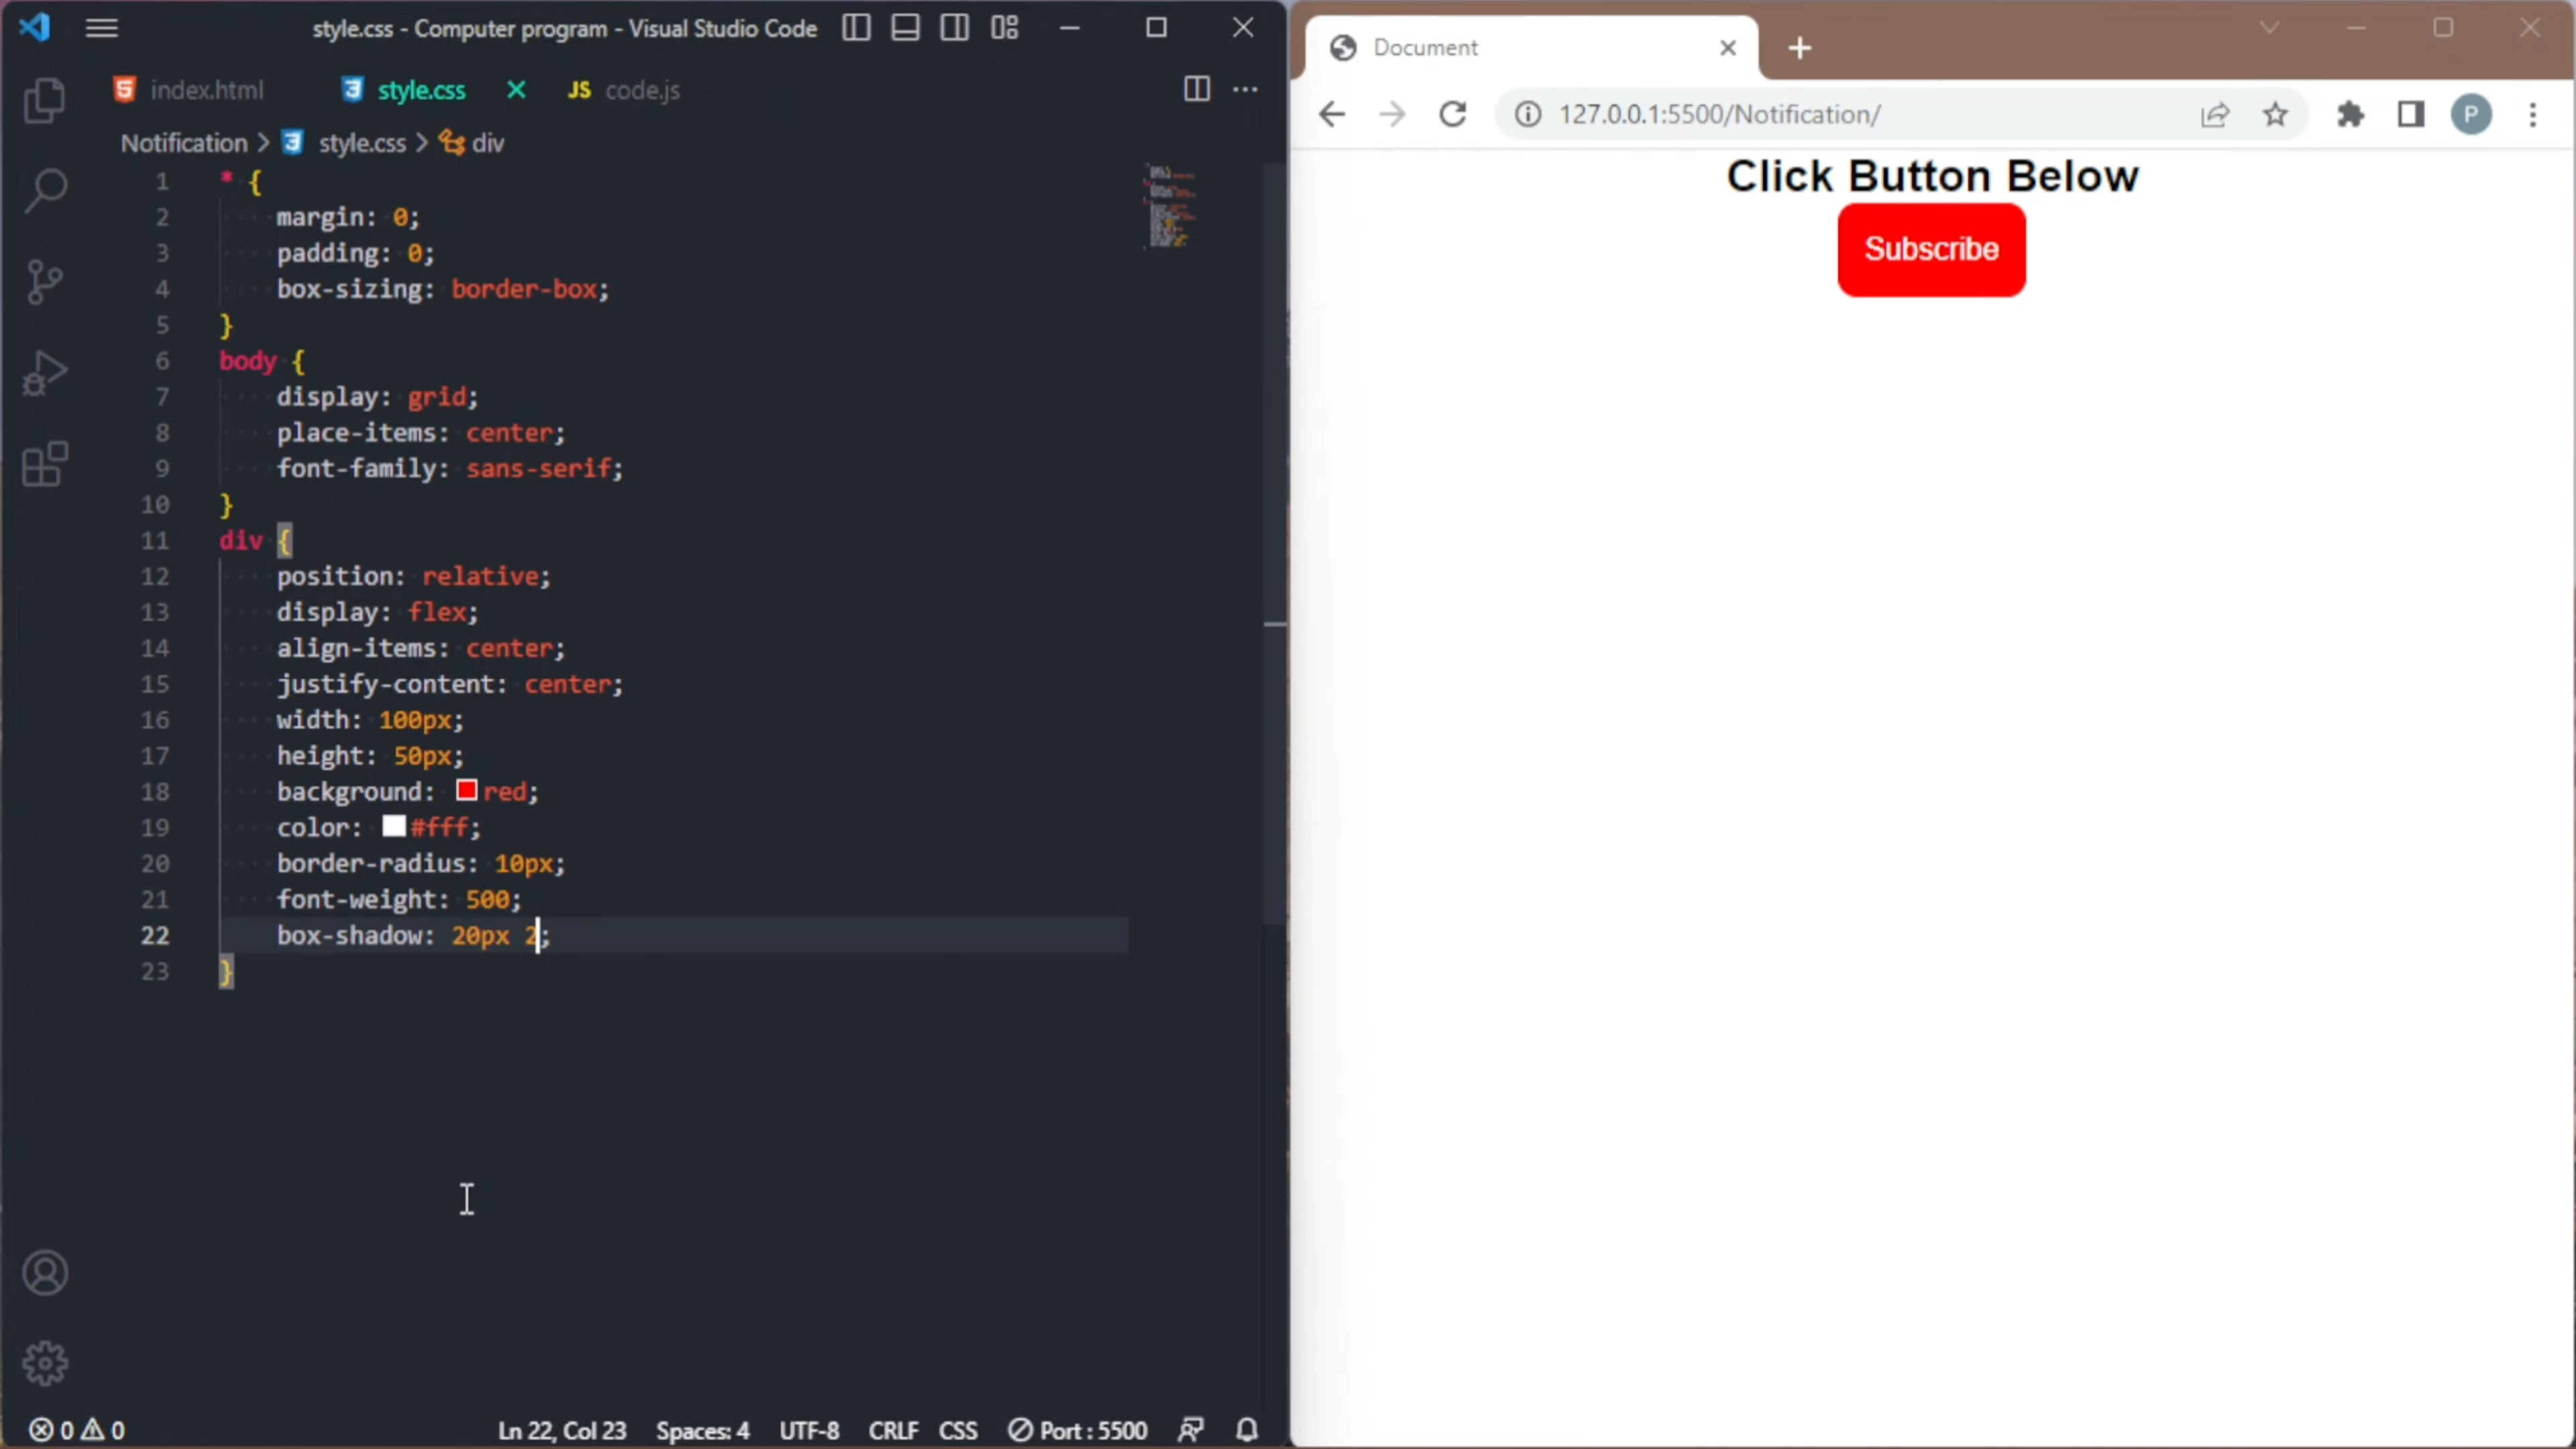 style.css - Computer program - Visual Studio Code
index.html style.css code.js
Notification > style.css > div
1 * {
2 margin: 0;
3 padding: 0;
4 box-sizing: border-box;
5 }
6 body {
7 display: grid;
8 place-items: center;
9 font-family: sans-serif;
10 }
11 div {
12 position: relative;
13 display: flex;
14 align-items: center;
15 justify-content: center;
16 width: 100px;
17 height: 50px;
18 background: red;
19 color: #fff;
20 border-radius: 10px;
21 font-weight: 500;
22 box-shadow: 20px 2;
23 }
0 0 Ln 22, Col 23 Spaces: 4 UTF-8 CRLF CSS Port : 5500
Document
127.0.0.1:5500/Notification/ P
Click Button Below
Subscribe